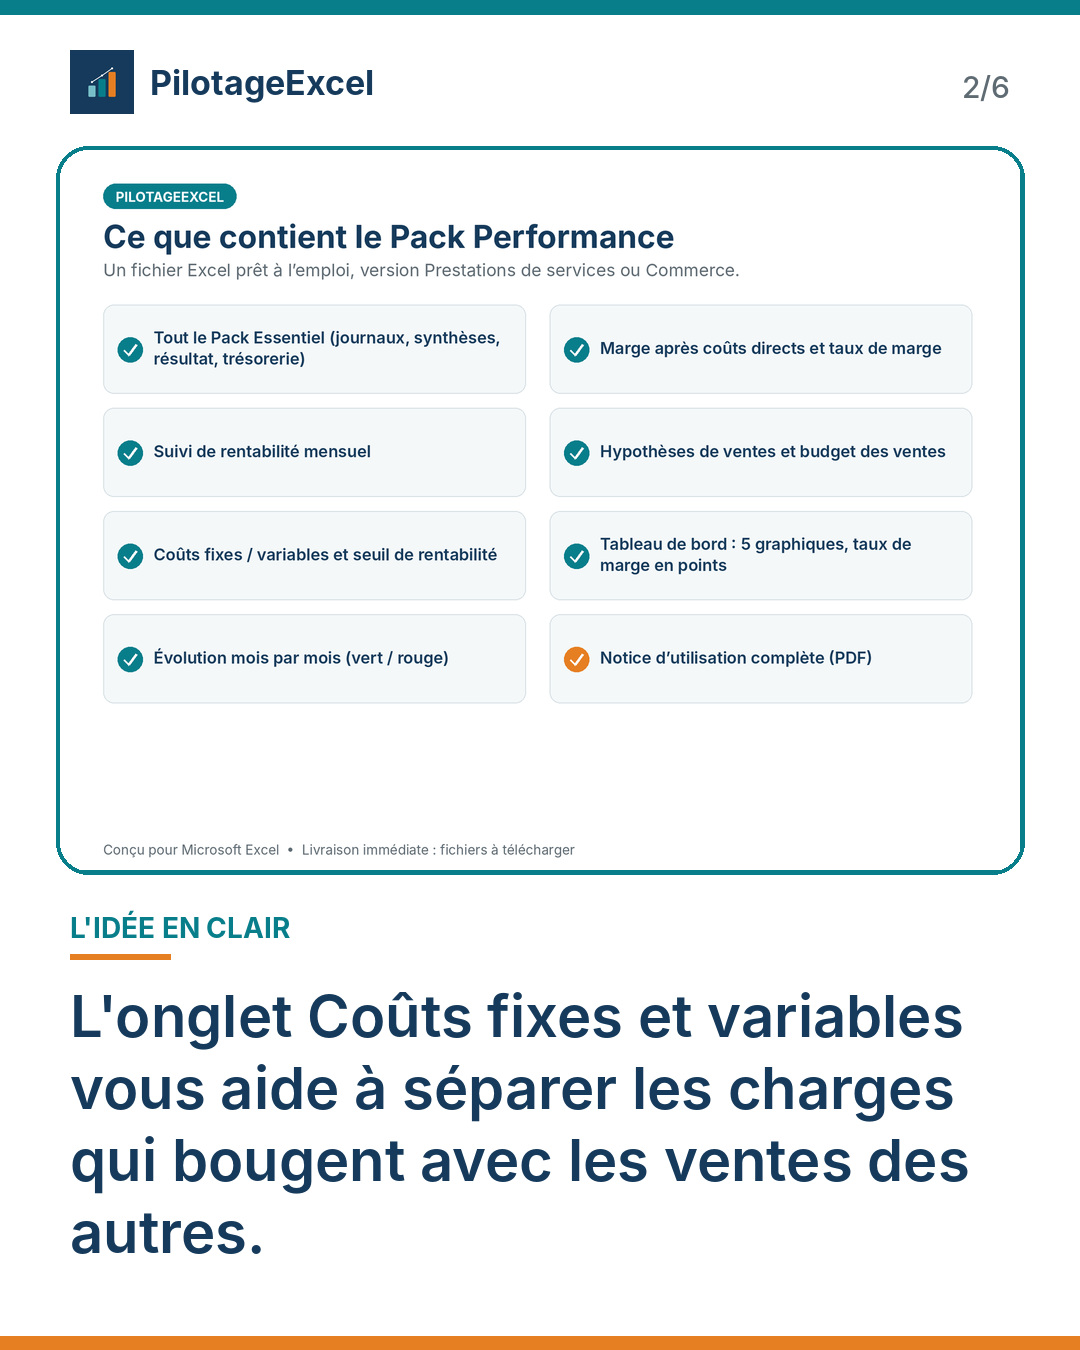 PilotageExcel
2/6
PILOTAGEEXCEL
Ce que contient le Pack Performance
Un fichier Excel prêt à l’emploi, version Prestations de services ou Commerce.
Tout le Pack Essentiel (journaux, synthèses,
résultat, trésorerie)
Marge après coûts directs et taux de marge
Suivi de rentabilité mensuel
Hypothèses de ventes et budget des ventes
Coûts fixes / variables et seuil de rentabilité
Tableau de bord : 5 graphiques, taux de
marge en points
Évolution mois par mois (vert / rouge)
Notice d’utilisation complète (PDF)
Conçu pour Microsoft Excel • Livraison immédiate : fichiers à télécharger
L'IDÉE EN CLAIR
L'onglet Coûts fixes et variables
vous aide à séparer les charges
qui bougent avec les ventes des
autres.